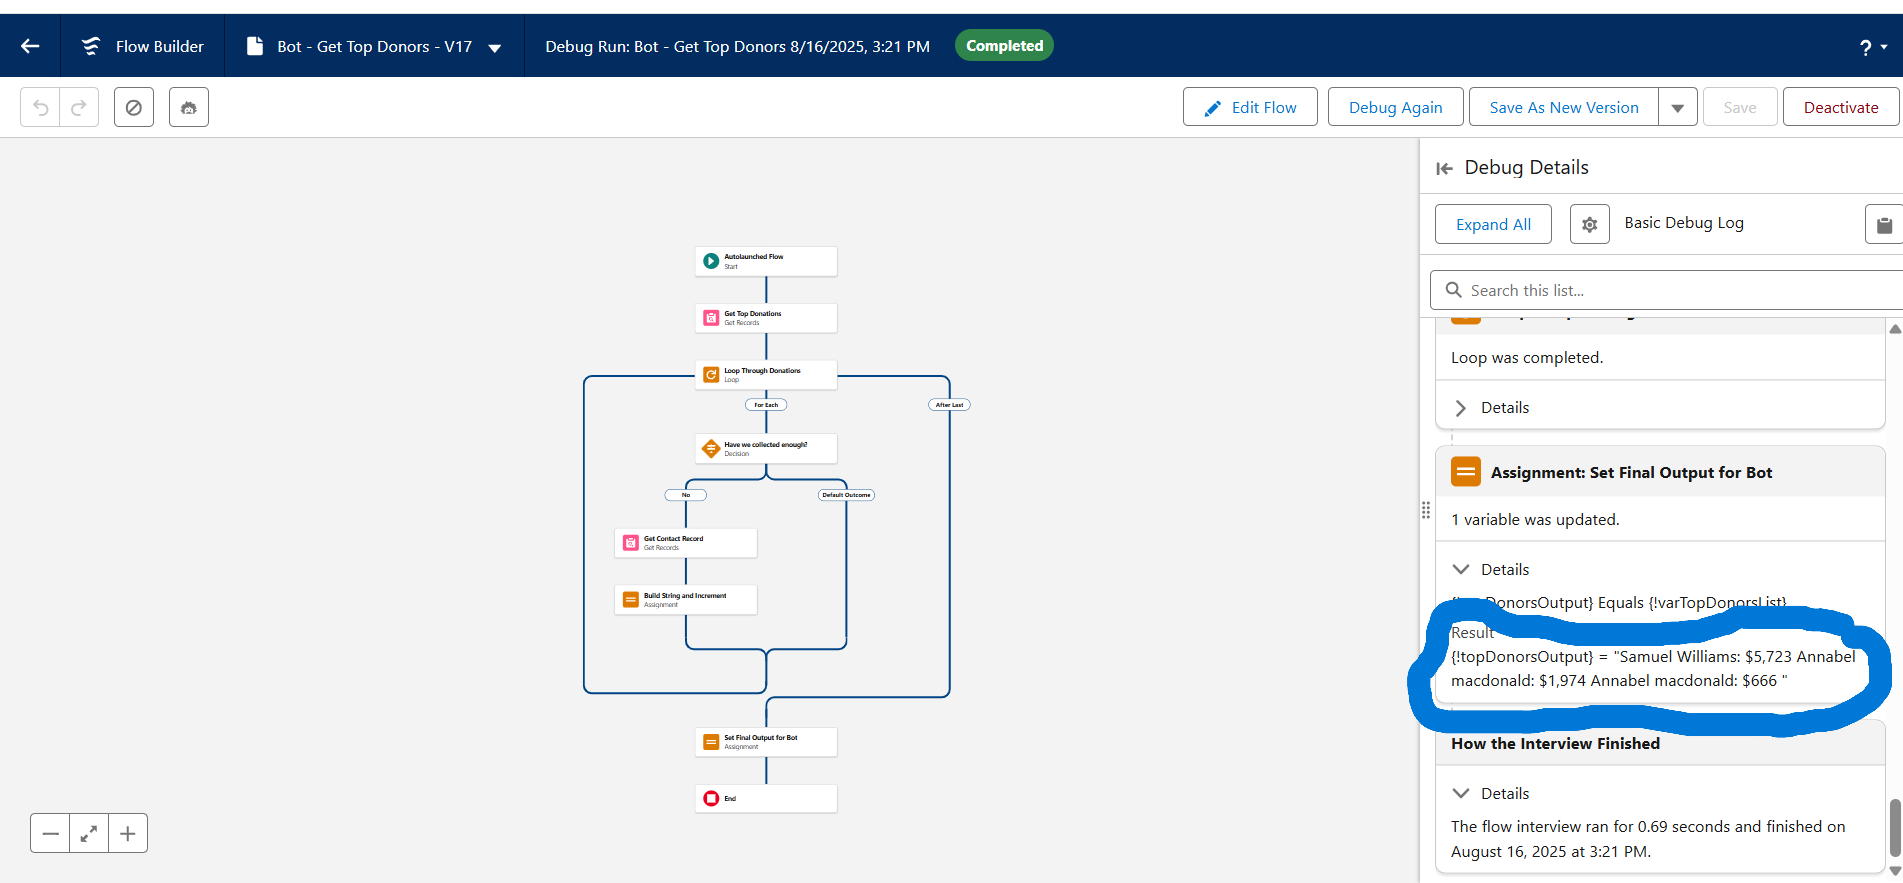 Flow Builder
Bot - Get Top Donors - V17
Debug Run: Bot - Get Top Donors 8/16/2025, 3:21 PM
Completed
?
Edit Flow
Debug Again
Save As New Version
Save
Deactivate
Autolaunched Flow
Start
Get Top Donations
Get Records
Loop Through Donations
Loop
For Each
After Last
Have we collected enough?
Decision
No
Default Outcome
Get Contact Record
Get Records
Build String and Increment
Assignment
Set Final Output for Bot
Assignment
End
Debug Details
Expand All
Basic Debug Log
Search this list...
Loop was completed.
Details
Assignment: Set Final Output for Bot
1 variable was updated.
Details
Equals {!varTopDonorsList}
Result
{!topDonorsOutput} = "Samuel Williams: $5,723 Annabel
macdonald: $1,974 Annabel macdonald: $666 "
How the Interview Finished
Details
The flow interview ran for 0.69 seconds and finished on
August 16, 2025 at 3:21 PM.